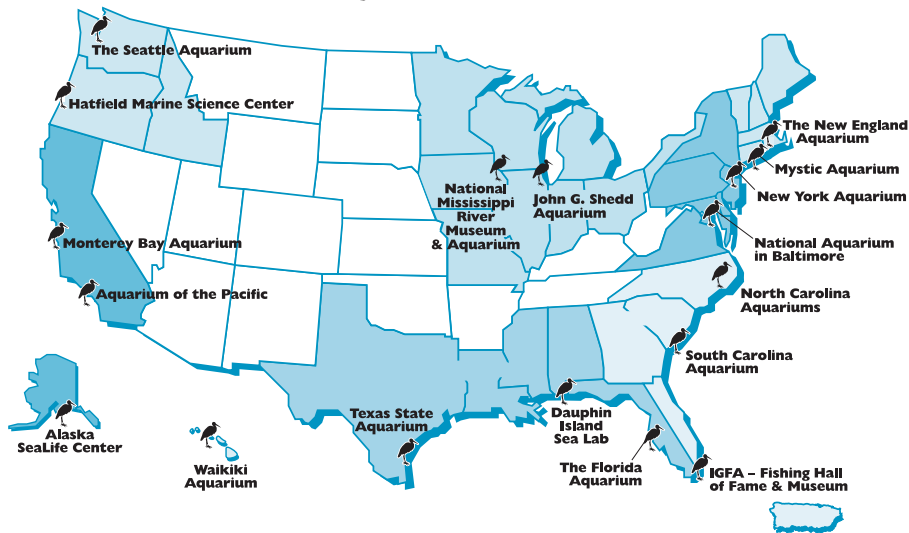 The Seattle Aquarium
Hatfield Marine Science Center
The New England
Aquarium
Mystic Aquarium
National
Mississippi
River
Museum
& Aquarium
John G. Shedd
Aquarium
New York Aquarium
Monterey Bay Aquarium
National Aquarium
in Baltimore
Aquarium of the Pacific
North Carolina
Aquariums
South Carolina
Aquarium
Alaska
SeaLife Center
Waikiki
Aquarium
Texas State
Aquarium
Dauphin
Island
Sea Lab
The Florida
Aquarium
IGFA – Fishing Hall
of Fame & Museum